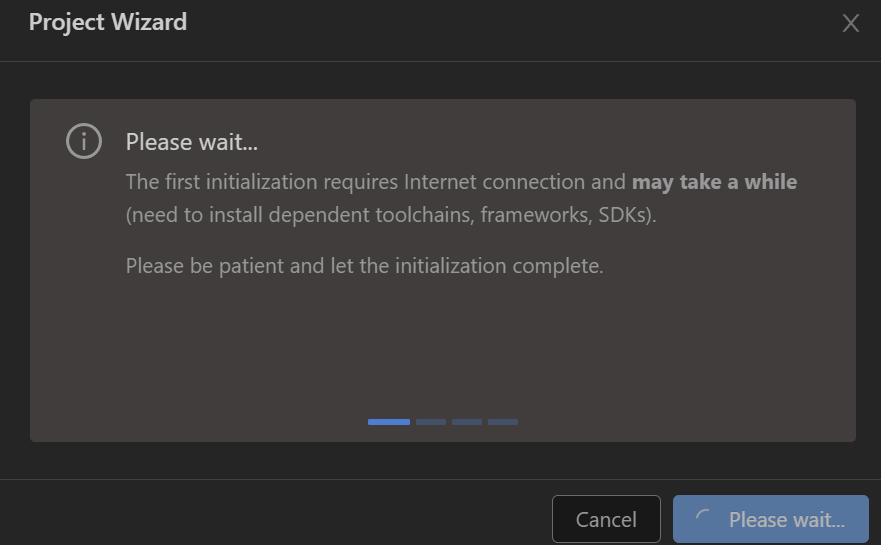 Project Wizard
Please wait...
The first initialization requires Internet connection and may take a while
(need to install dependent toolchains, frameworks, SDKs).
Please be patient and let the initialization complete.
Cancel
Please wait...